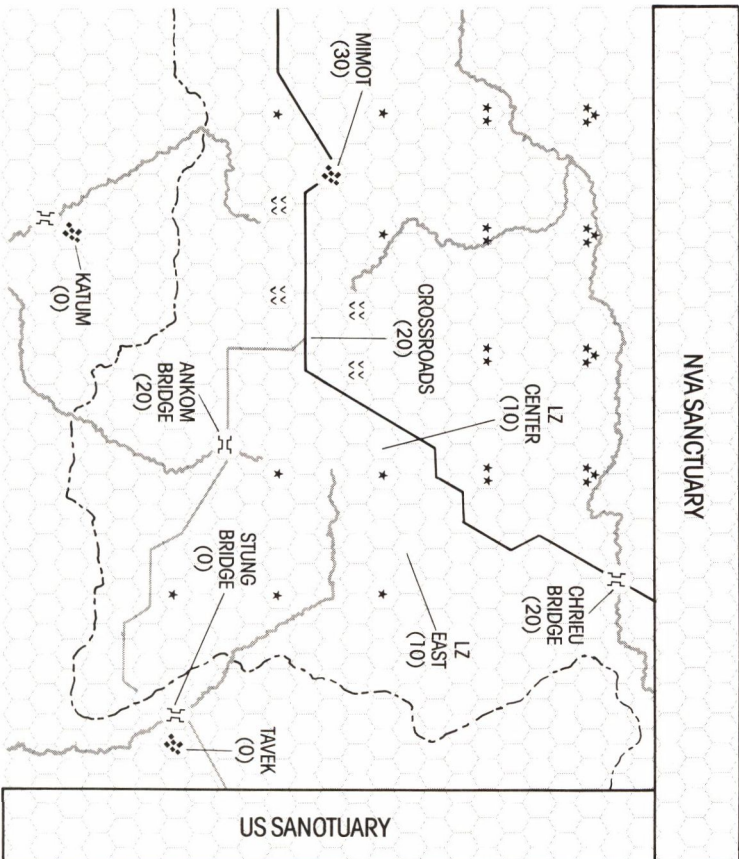 NVA SANCTUARY
MIMOT
(30)
CROSSROADS
(20)
LZ
CENTER
(10)
CHRIEU
BRIDGE
(20)
LZ
EAST
(10)
KATUM
(0)
ANKOM
BRIDGE
(20)
STUNG
BRIDGE
(0)
TAVEK
(0)
US SANOTUARY